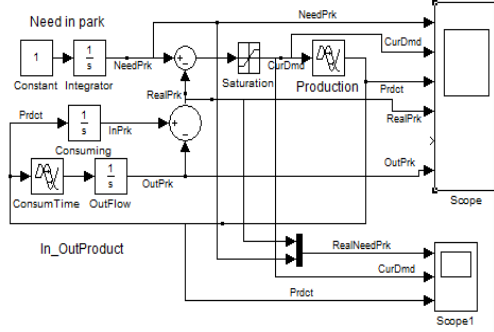 Need in park
NeedPrk
1
1
s
NeedPrk
+
-
CurDmd
CurDmd
Constant
Integrator
Saturation
Production
Prdct
RealPrk
RealPrk
Prdct
1
s
InPrk
+
-
Consuming
1
s
OutPrk
OutPrk
ConsumTime
OutFlow
Scope
In_OutProduct
RealNeedPrk
CurDmd
Prdct
Scope1